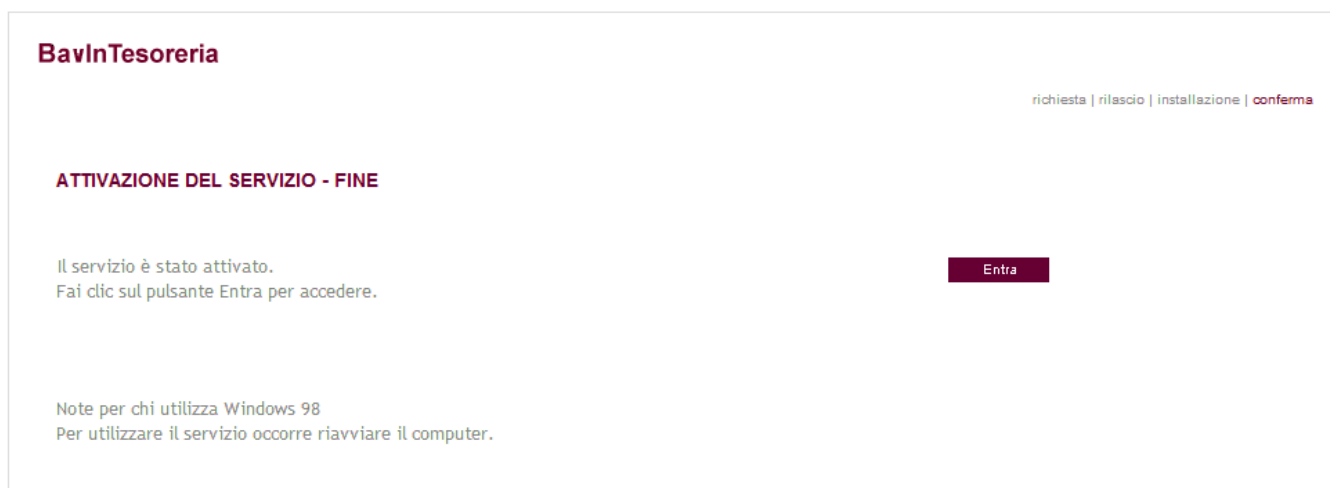 BavInTesoreria
richiesta | rilascio | installazione | conferma
ATTIVAZIONE DEL SERVIZIO - FINE
Il servizio è stato attivato.
Entra
Fai clic sul pulsante Entra per accedere.
Note per chi utilizza Windows 98
Per utilizzare il servizio occorre riavviare il computer.